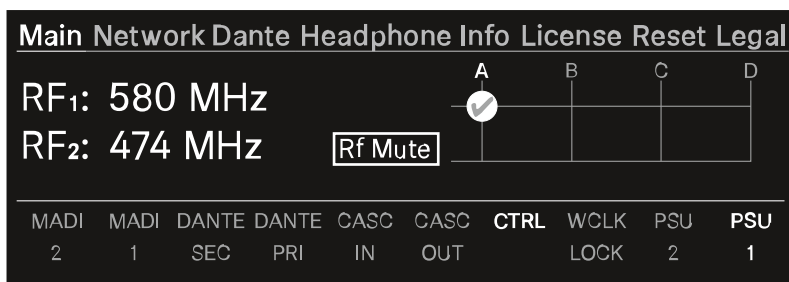 Main Network Dante Headphone Info License Reset Legal
A B C D
RF1: 580 MHz
RF2: 474 MHz Rf Mute
MADI MADI DANTE DANTE CASC CASC CTRL WCLK PSU PSU
2 1 SEC PRI IN OUT LOCK 2 1